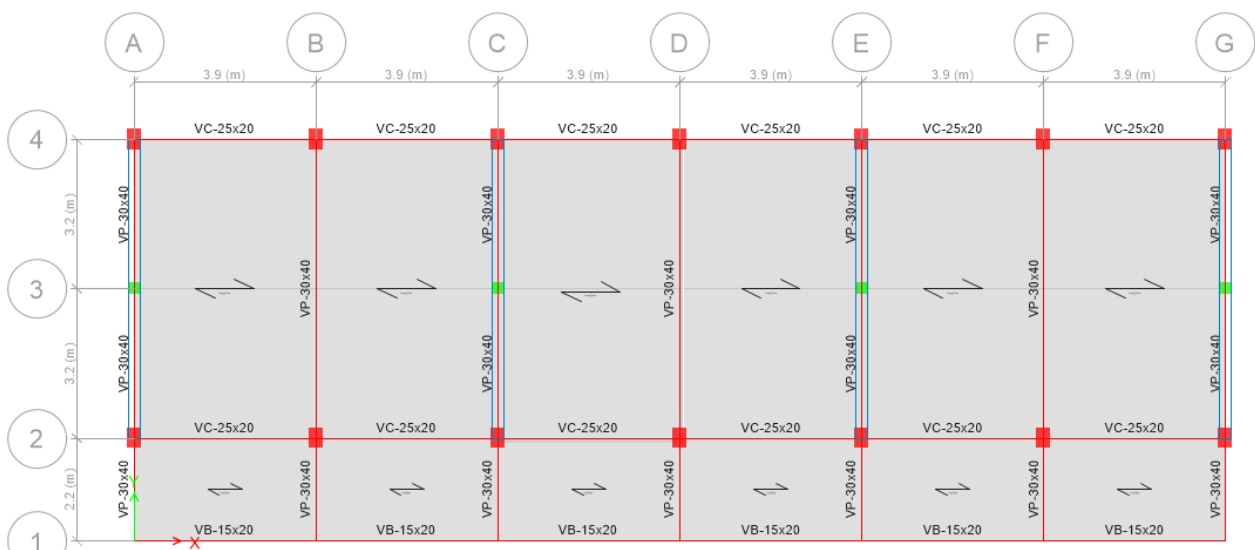 A B C D E F G
3.9 (m) 3.9 (m) 3.9 (m) 3.9 (m) 3.9 (m) 3.9 (m)
4 VC-25x20 VC-25x20 VC-25x20 VC-25x20 VC-25x20 VC-25x20
3.2 (m) VP-30x40 VP-30x40 VP-30x40 VP-30x40
3 VP-30x40 VP-30x40 VP-30x40
3.2 (m) VP-30x40 VP-30x40 VP-30x40 VP-30x40
2 VC-25x20 VC-25x20 VC-25x20 VC-25x20 VC-25x20 VC-25x20
2.2 (m) VP-30x40 VP-30x40 VP-30x40 VP-30x40 VP-30x40 VP-30x40 VP-30x40
Y
VB-15x20 VB-15x20 VB-15x20 VB-15x20 VB-15x20 VB-15x20
1 X